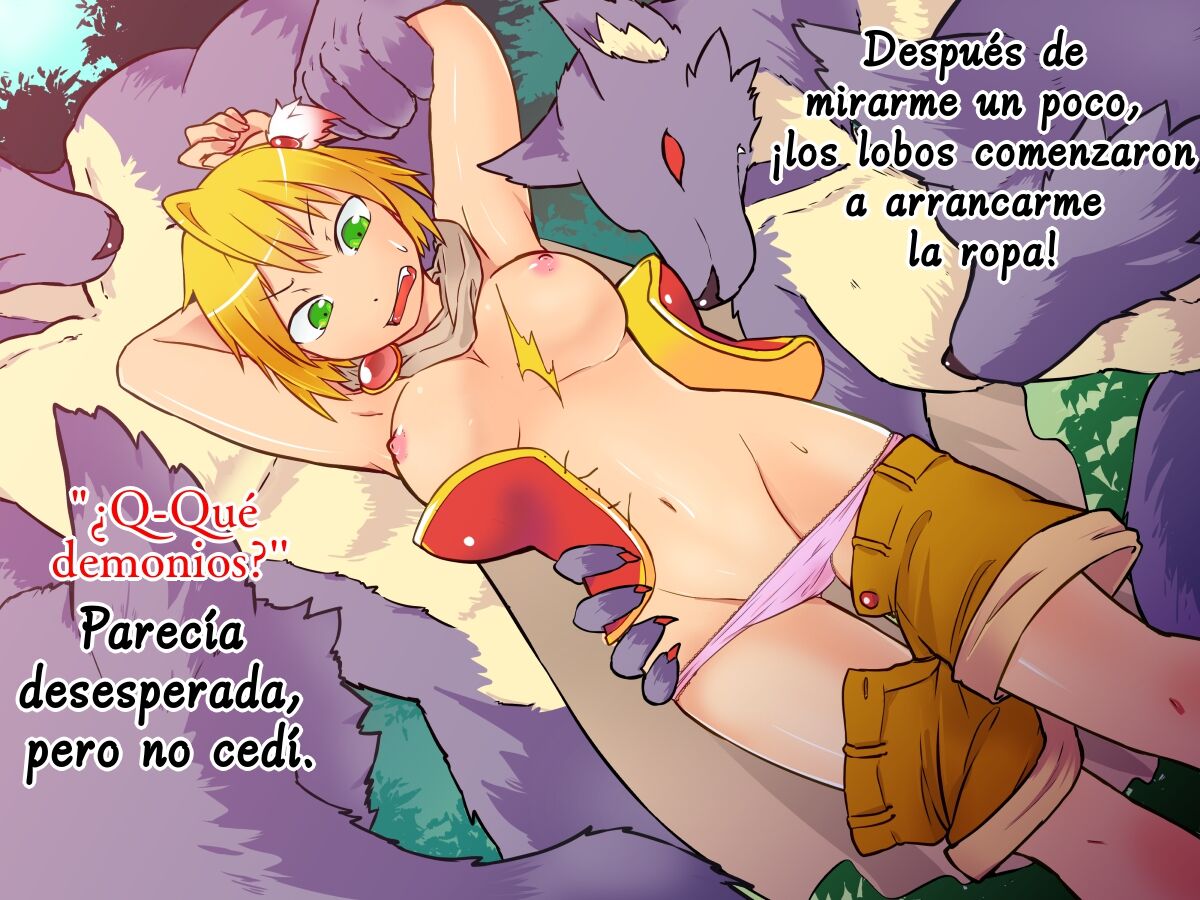 Después de
mirarme un poco,
¡los lobos comenzaron
a arrancarme
la ropa!
"¿Q-Qué
demonios?"
Parecía
desesperada,
pero no cedí.